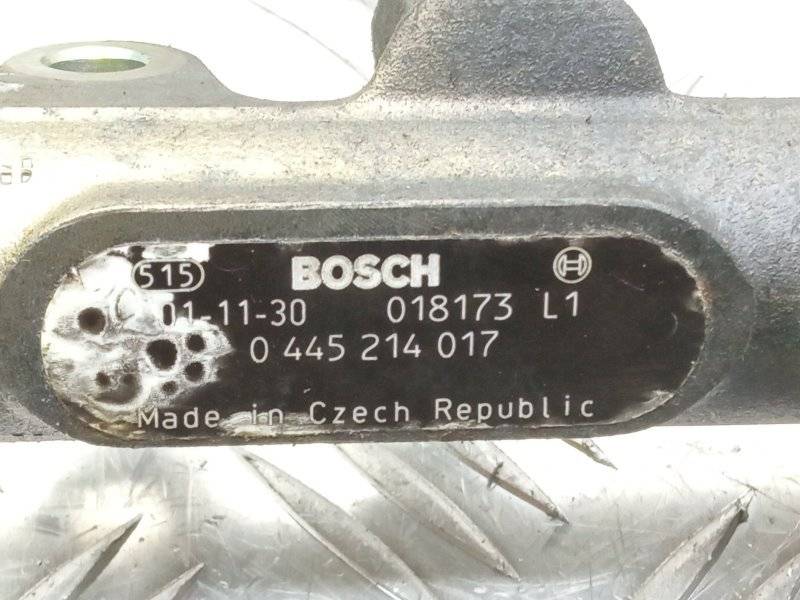 515 BOSCH
01-11-30 018173 L1
0 445 214 017
Made in Czech Republic